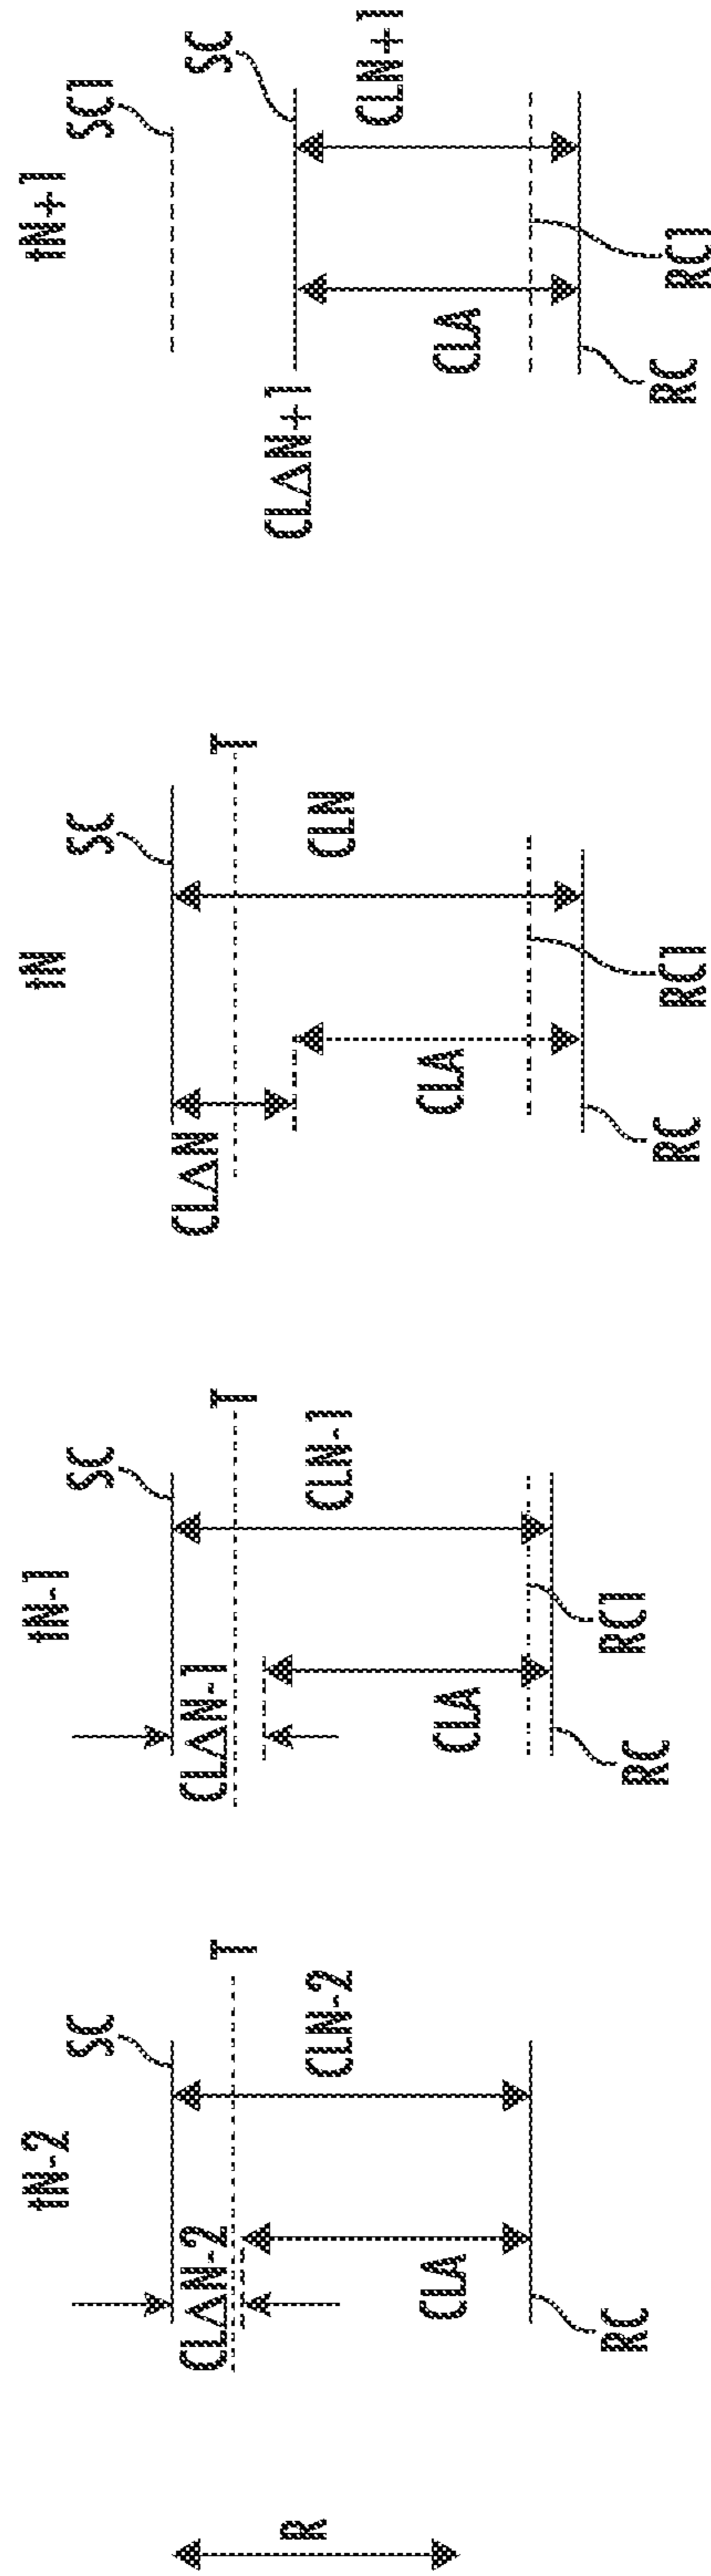 R
tN-2
SC
T
CLΔN-2
CLN-2
CLA
RC
tN-1
SC
T
CLΔN-1
CLN-1
CLA
RC1
RC
tN
SC
T
CLΔN
CLN
CLA
RC1
RC
tN+1
SC1
SC
CLΔN+1
CLN+1
CLA
RC1
RC